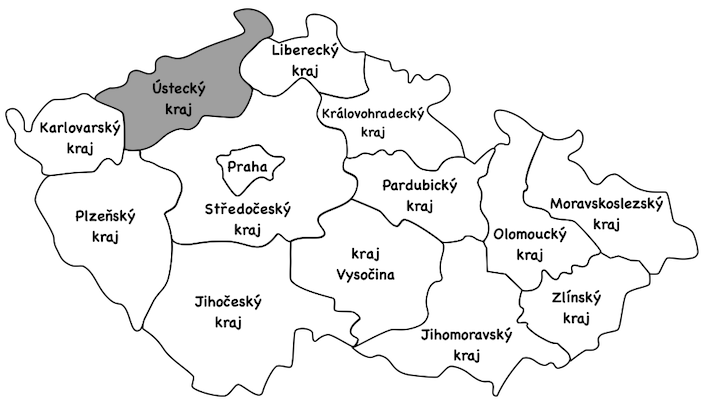 Liberecký
kraj
Ústecký
kraj
Královohradecký
kraj
Karlovarský
kraj
Praha
Pardubický
kraj
Středočeský
kraj
Plzeňský
kraj
Moravskoslezský
kraj
Olomoucký
kraj
kraj
Vysočina
Jihočeský
kraj
Zlínský
kraj
Jihomoravský
kraj